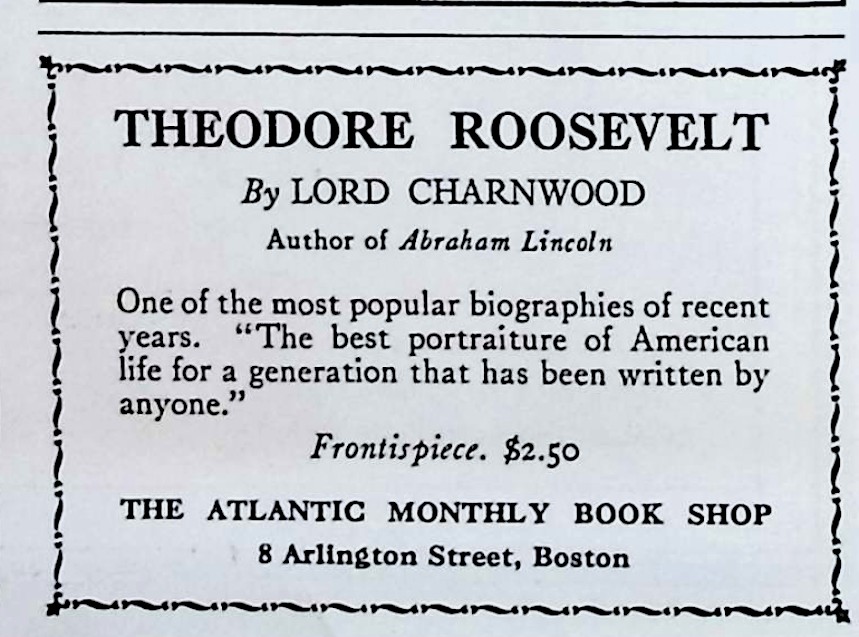 THEODORE ROOSEVELT
By LORD CHARNWOOD
Author of Abraham Lincoln
One of the most popular biographies of recent
years. “The best portraiture of American
life for a generation that has been written by
anyone.”
Frontispiece. $2.50
THE ATLANTIC MONTHLY BOOK SHOP
8 Arlington Street, Boston